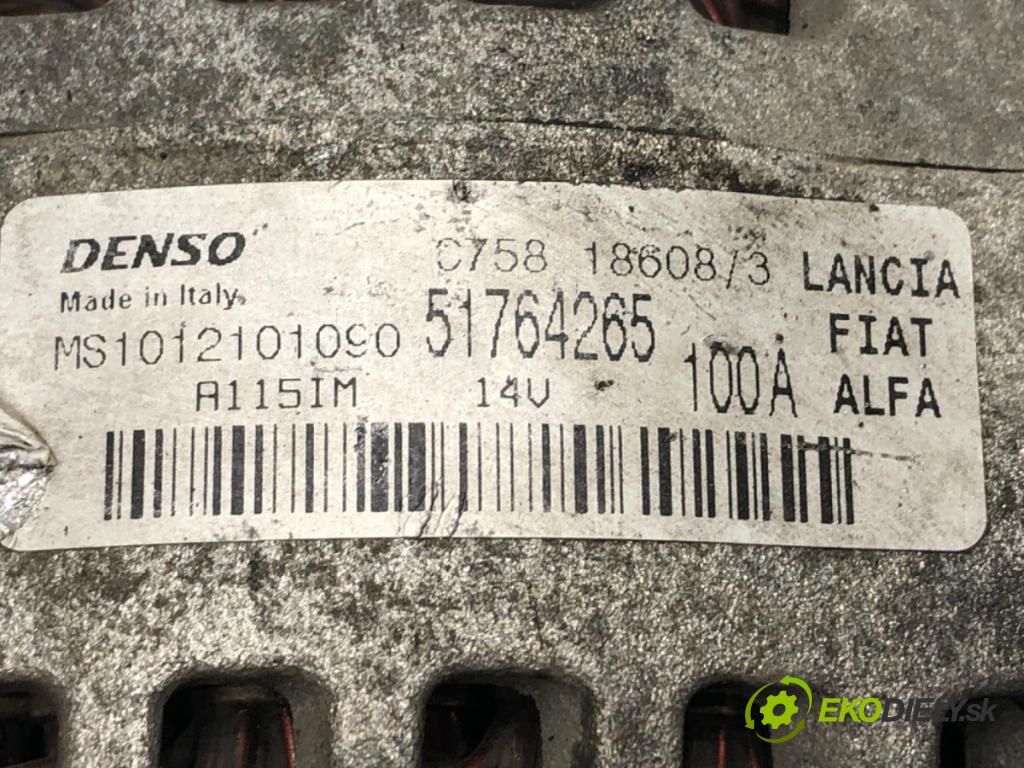 DENSO
C758 18608/3
LANCIA
Made in Italy
51764265
FIAT
MS1012101090
100A
ALFA
A115IM
14V
EKODIELY.sk